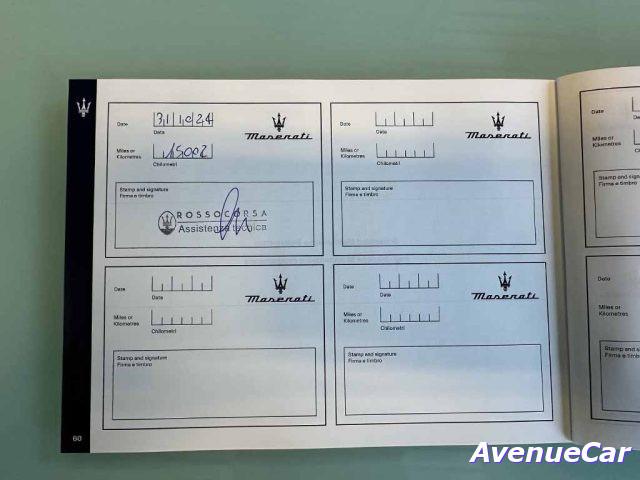 Date 31 10 24
Data
Maserati
Miles or
Kilometres 15002
Chilometri
Stamp and signature
Firma e timbro
ROSSOCORSA
Assistenza tecnica
Date
Data
Maserati
Miles or
Kilometres
Chilometri
Stamp and signature
Firma e timbro
Date
Data
Maserati
Miles or
Kilometres
Chilometri
Stamp and signature
Firma e timbro
Date
Data
Maserati
Miles or
Kilometres
Chilometri
Stamp and signature
Firma e timbro
Date
Miles or
Kilometres
Date
Miles or
Kilometres
60
AvenueCar